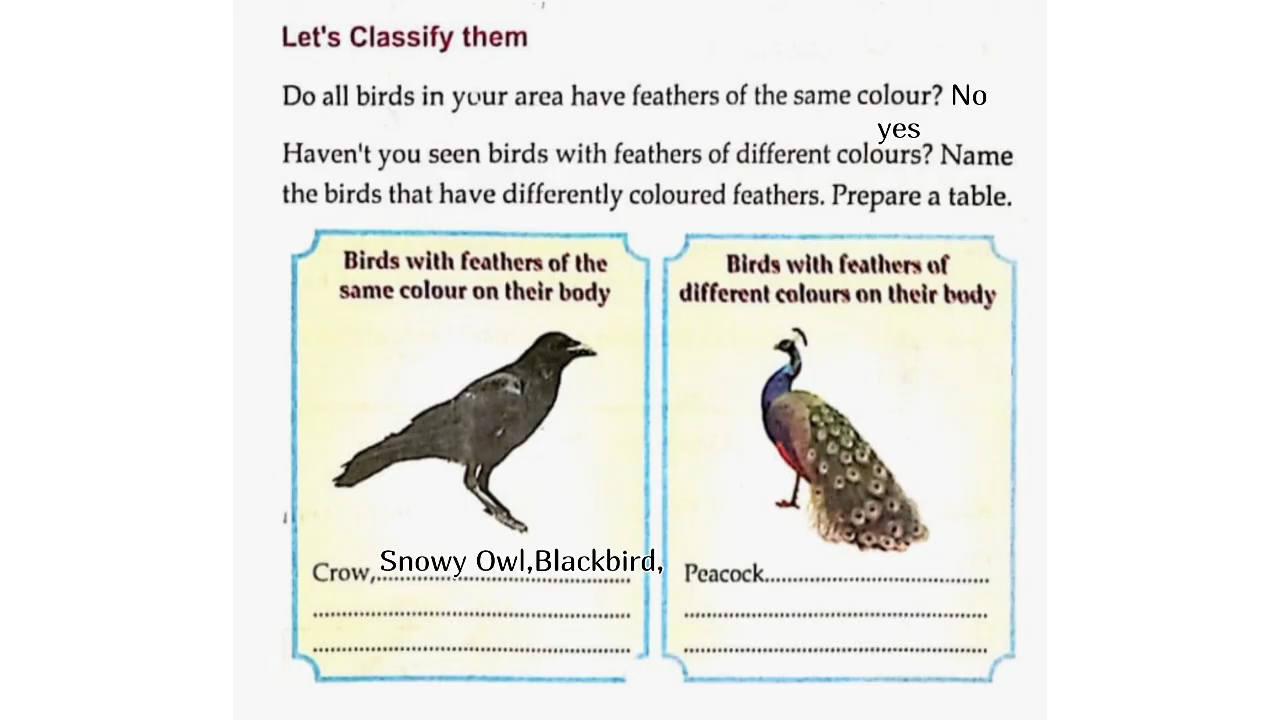 Let's Classify them
Do all birds in your area have feathers of the same colour? No
yes
Haven't you seen birds with feathers of different colours? Name
the birds that have differently coloured feathers. Prepare a table.
Birds with feathers of the
same colour on their body
Crow, Snowy Owl,Blackbird,
Birds with feathers of
different colours on their body
Peacock